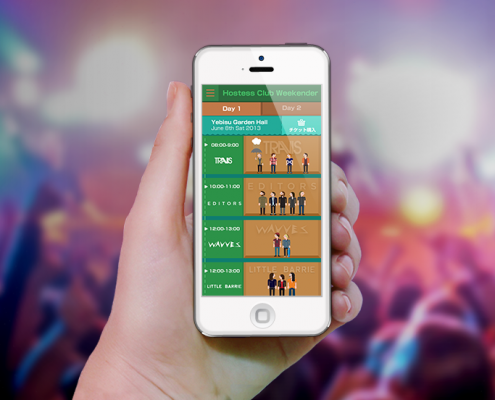 Hostess Club Weekender
Day 1
Day 2
Yebisu Garden Hall
June 8th Sat 2013
チケット購入
08:00-9:00
TRAVIS
TRAVIS
10:00-11:00
EDITORS
EDITORS
12:00-13:00
WAVVES
WAVVES
12:00-13:00
LITTLE BARRIE
LITTLE BARRIE